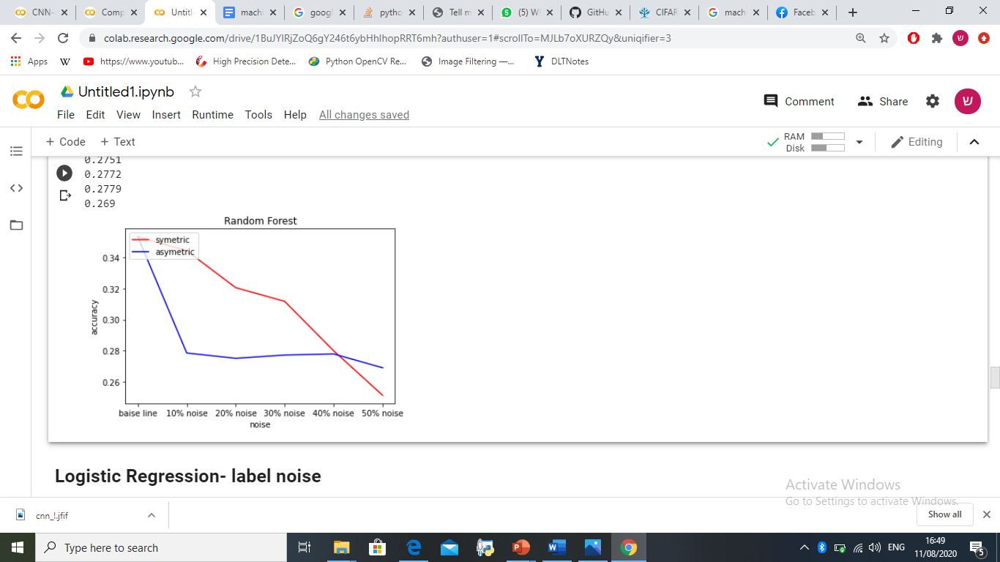 CNN-
Comp
Untitl
machi
googl
pytho
Tell m
(5) W
GitHu
CIFAR
mach
Faceb
colab.research.google.com/drive/1BuJYIRjZoQ6gY246t6ybHhlhopRRT6mh?authuser=1#scrollTo=MJLb7oXURZQy&uniqifier=3
Apps
W
https://www.youtub...
High Precision Dete...
Python OpenCV Re...
Image Filtering —...
DLTNotes
Untitled1.ipynb
File Edit View Insert Runtime Tools Help All changes saved
Comment Share
ש
+ Code + Text
RAM
Disk
Editing
0.2751
0.2772
0.2779
0.269
Random Forest
symetric
asymetric
0.34
0.32
0.30
0.28
0.26
accuracy
baise line 10% noise 20% noise 30% noise 40% noise 50% noise
noise
Logistic Regression- label noise
Activate Windows
Go to Settings to activate Windows.
cnn_!.jfif
Show all
Type here to search
ENG
16:49
11/08/2020
5